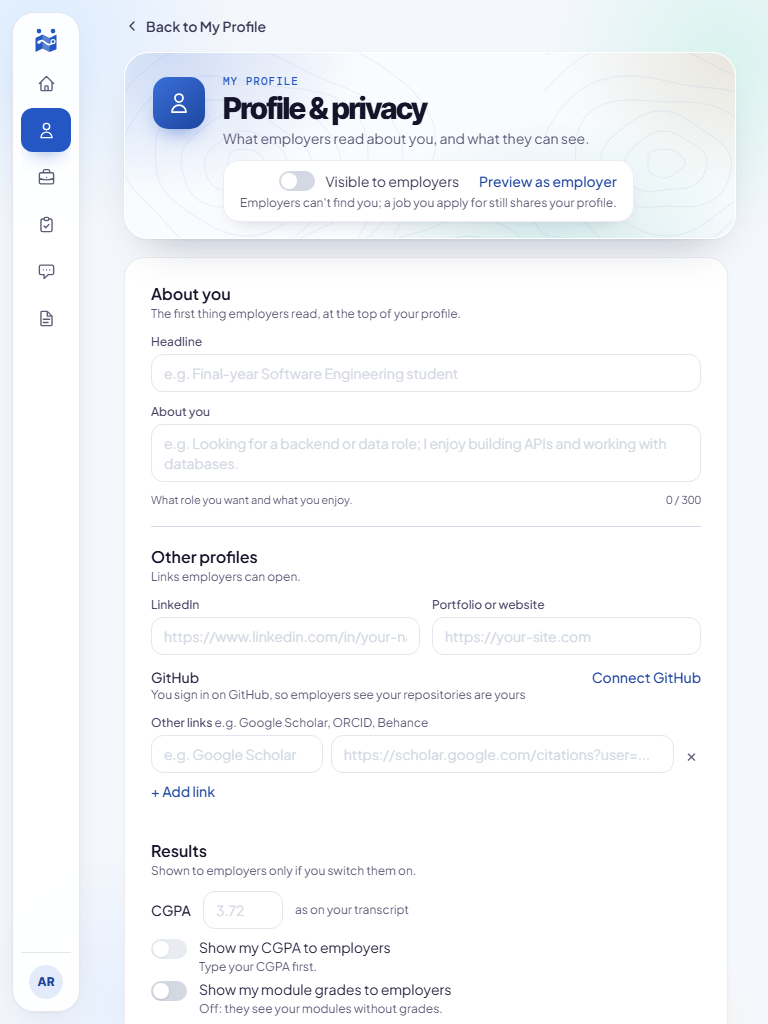 Back to My Profile
MY PROFILE
Profile & privacy
What employers read about you, and what they can see.
Visible to employers Preview as employer
Employers can't find you; a job you apply for still shares your profile.
About you
The first thing employers read, at the top of your profile.
Headline
e.g. Final-year Software Engineering student
About you
e.g. Looking for a backend or data role; I enjoy building APIs and working with
databases.
What role you want and what you enjoy. 0 / 300
Other profiles
Links employers can open.
LinkedIn Portfolio or website
https://www.linkedin.com/in/your-na https://your-site.com
GitHub Connect GitHub
You sign in on GitHub, so employers see your repositories are yours
Other links e.g. Google Scholar, ORCID, Behance
e.g. Google Scholar https://scholar.google.com/citations?user=... ×
+ Add link
Results
Shown to employers only if you switch them on.
CGPA 3.72 as on your transcript
Show my CGPA to employers
Type your CGPA first.
Show my module grades to employers
Off: they see your modules without grades.
AR